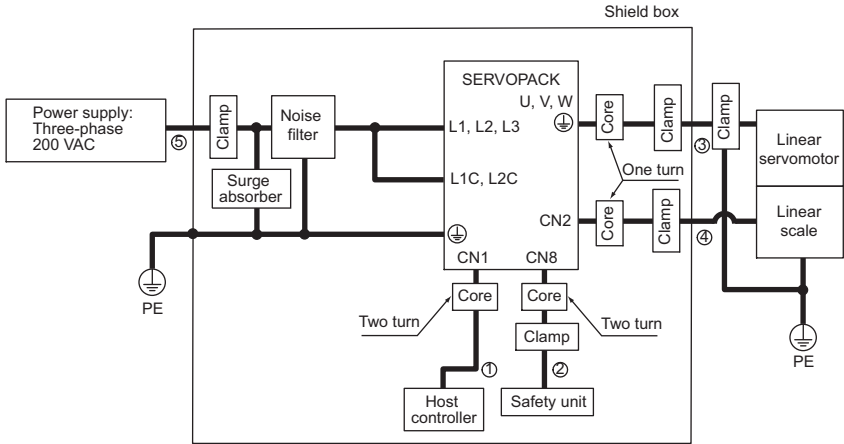 Shield box
Power supply:
Three-phase
200 VAC
⑤
Clamp
Noise
filter
Surge
absorber
PE
SERVOPACK
U, V, W
L1, L2, L3
L1C, L2C
CN2
CN1
CN8
Core
Clamp
Clamp
③
One turn
Core
Clamp
④
Linear
servomotor
Linear
scale
PE
Core
Two turn
Core
Two turn
Clamp
①
②
Host
controller
Safety unit